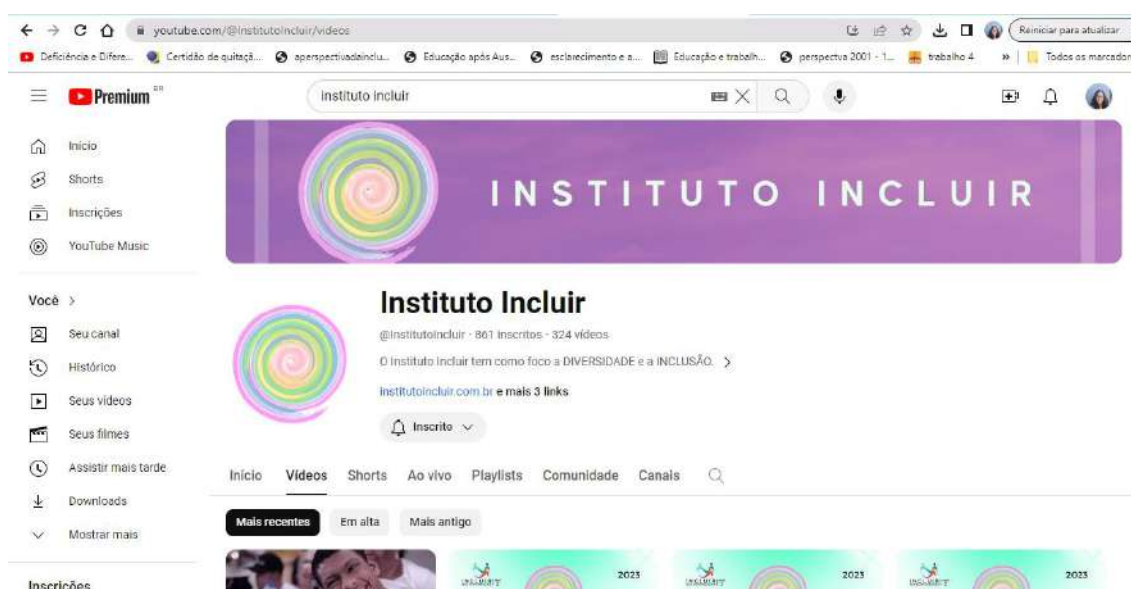 youtube.com/@InstitutoIncluir/videos
Reiniciar para atualizar
Deficiência e Difere...
Certidão de quitaçã...
aperspectivadainclu...
Educação após Aus...
esclarecimento e a...
Educação e trabalh...
perspectva 2001 - 1...
trabalho 4
»
Todos os marcador
Premium BR
instituto incluir
INSTITUTO INCLUIR
Início
Shorts
Inscrições
YouTube Music
Você >
Seu canal
Histórico
Seus vídeos
Seus filmes
Assistir mais tarde
Downloads
Mostrar mais
Inscrições
Instituto Incluir
@InstitutoIncluir · 861 inscritos · 324 vídeos
O Instituto Incluir tem como foco a DIVERSIDADE e a INCLUSÃO. >
institutoincluir.com.br e mais 3 links
Inscrito
Início Vídeos Shorts Ao vivo Playlists Comunidade Canais
Mais recentes Em alta Mais antigo
2023
2023
2023